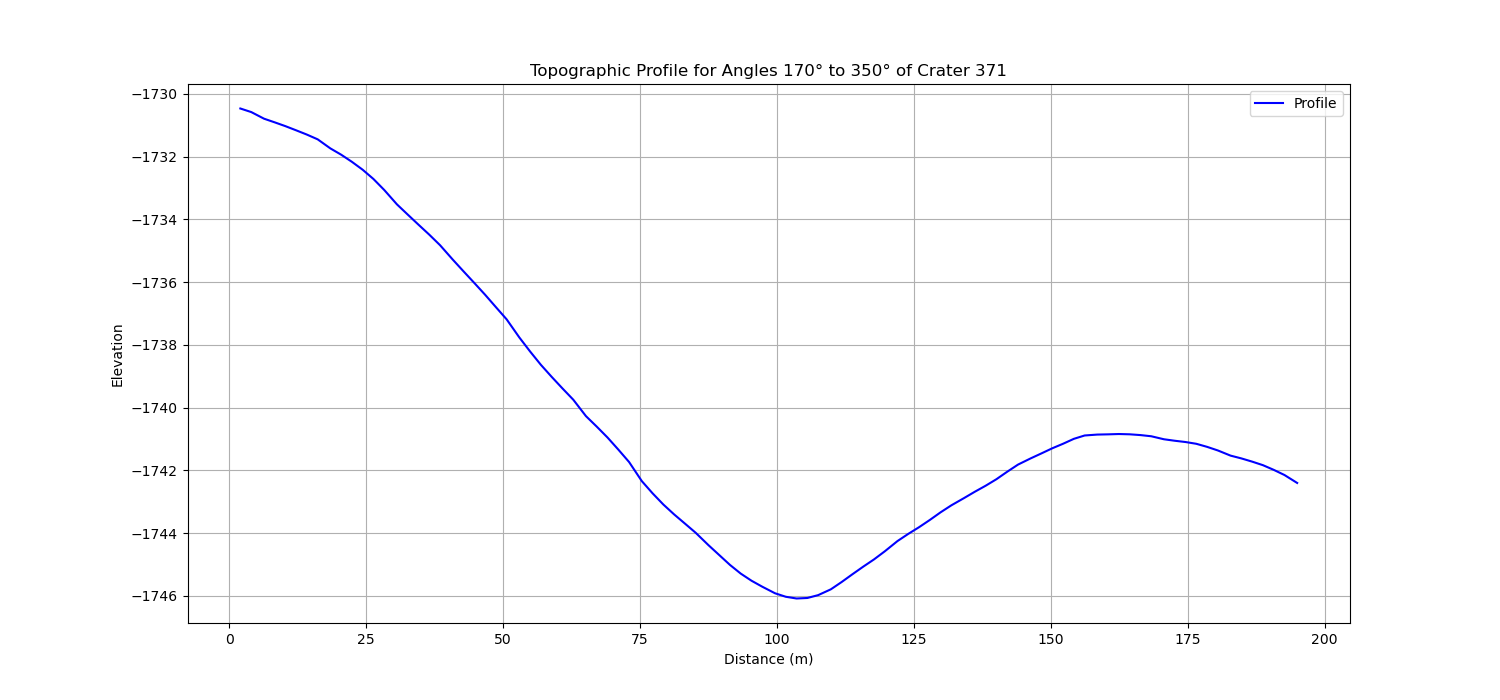 Topographic Profile for Angles 170° to 350° of Crater 371
Profile
−1730
−1732
−1734
−1736
−1738
−1740
−1742
−1744
−1746
Elevation
0 25 50 75 100 125 150 175 200
Distance (m)